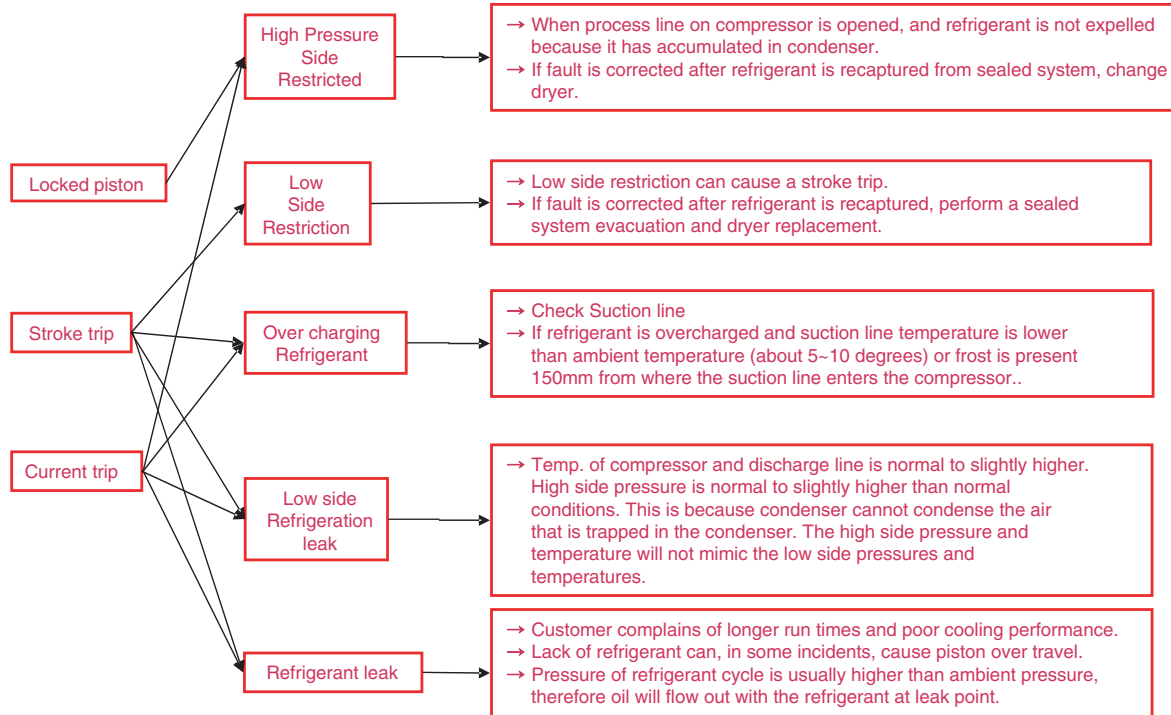 Locked piston
Stroke trip
Current trip
High Pressure
Side
Restricted
→ When process line on compressor is opened, and refrigerant is not expelled
because it has accumulated in condenser.
→ If fault is corrected after refrigerant is recaptured from sealed system, change
dryer.
Low
Side
Restriction
→ Low side restriction can cause a stroke trip.
→ If fault is corrected after refrigerant is recaptured, perform a sealed
system evacuation and dryer replacement.
Over charging
Refrigerant
→ Check Suction line
→ If refrigerant is overcharged and suction line temperature is lower
than ambient temperature (about 5~10 degrees) or frost is present
150mm from where the suction line enters the compressor..
Low side
Refrigeration
leak
→ Temp. of compressor and discharge line is normal to slightly higher.
High side pressure is normal to slightly higher than normal
conditions. This is because condenser cannot condense the air
that is trapped in the condenser. The high side pressure and
temperature will not mimic the low side pressures and
temperatures.
Refrigerant leak
→ Customer complains of longer run times and poor cooling performance.
→ Lack of refrigerant can, in some incidents, cause piston over travel.
→ Pressure of refrigerant cycle is usually higher than ambient pressure,
therefore oil will flow out with the refrigerant at leak point.